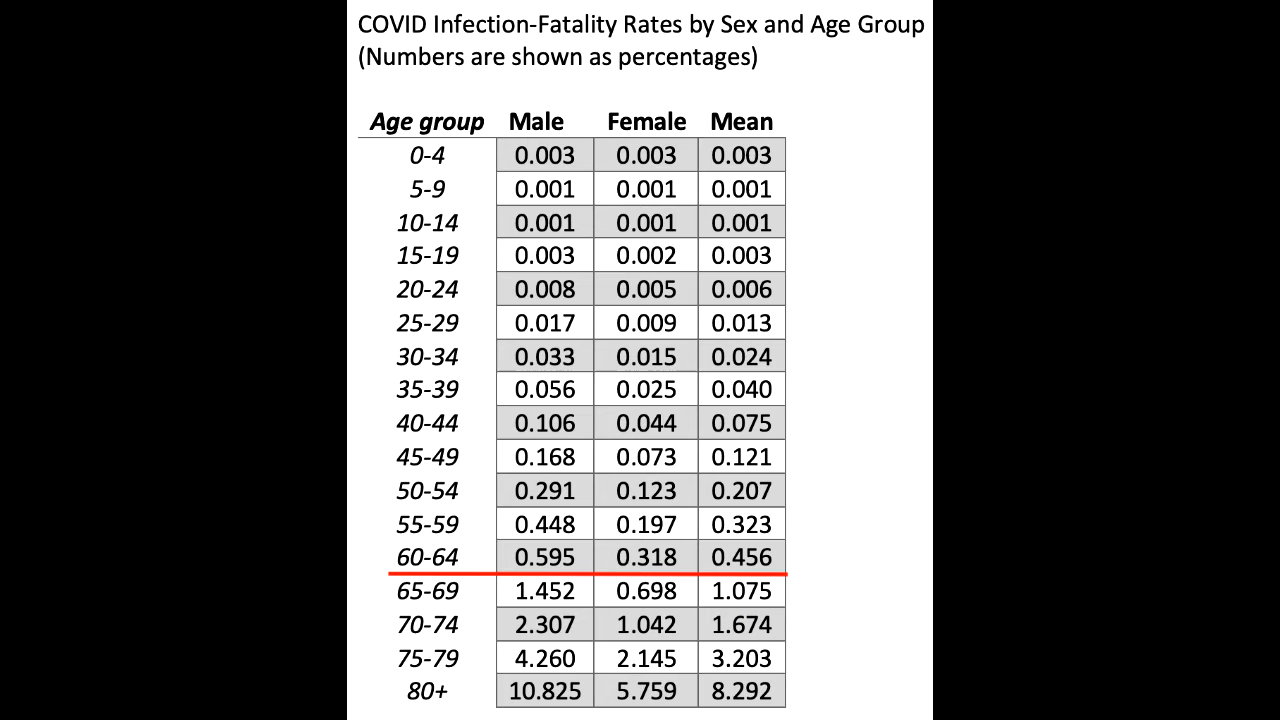 COVID Infection-Fatality Rates by Sex and Age Group
(Numbers are shown as percentages)
Age group Male Female Mean
0-4 0.003 0.003 0.003
5-9 0.001 0.001 0.001
10-14 0.001 0.001 0.001
15-19 0.003 0.002 0.003
20-24 0.008 0.005 0.006
25-29 0.017 0.009 0.013
30-34 0.033 0.015 0.024
35-39 0.056 0.025 0.040
40-44 0.106 0.044 0.075
45-49 0.168 0.073 0.121
50-54 0.291 0.123 0.207
55-59 0.448 0.197 0.323
60-64 0.595 0.318 0.456
65-69 1.452 0.698 1.075
70-74 2.307 1.042 1.674
75-79 4.260 2.145 3.203
80+ 10.825 5.759 8.292